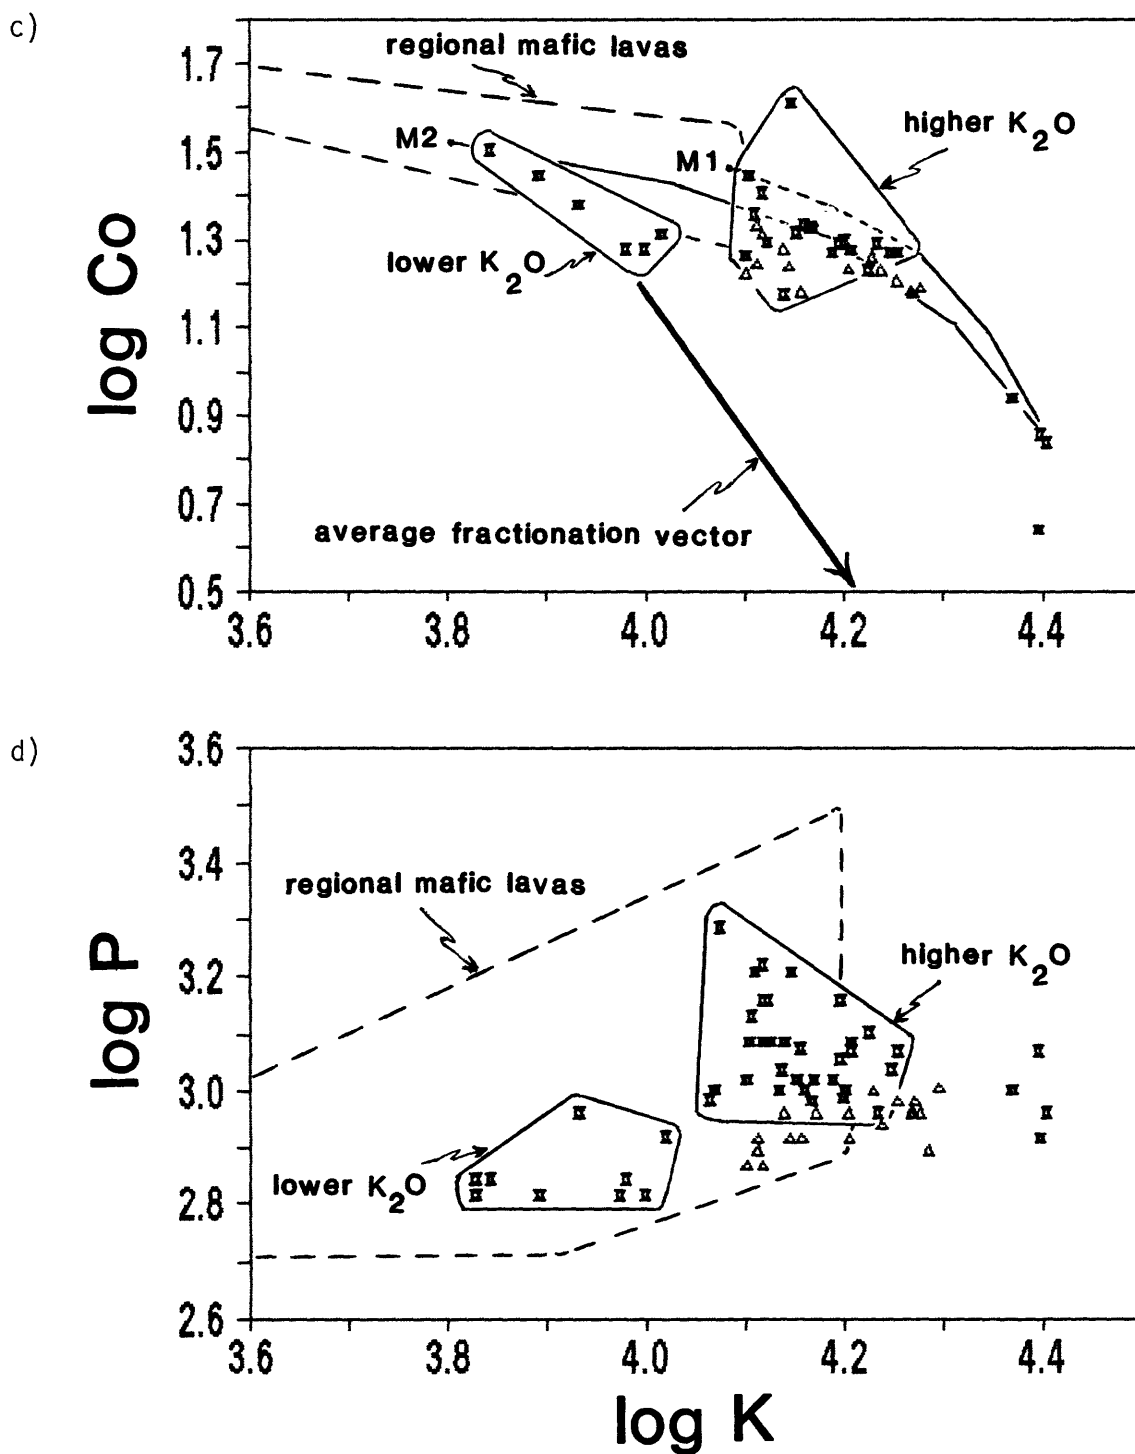 c)
regional mafic lavas
higher K2O
M2
M1
lower K2O
average fractionation vector
log Co
1.7
1.5
1.3
1.1
0.9
0.7
0.5
3.6 3.8 4.0 4.2 4.4
d)
regional mafic lavas
higher K2O
lower K2O
log P
3.6
3.4
3.2
3.0
2.8
2.6
3.6 3.8 4.0 4.2 4.4
log K